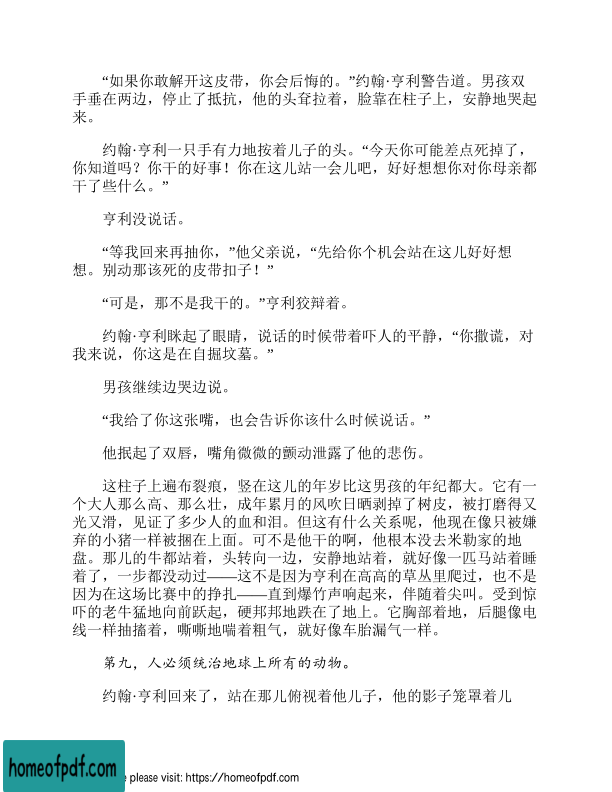 “如果你敢解开这皮带，你会后悔的。”约翰·亨利警告道。男孩双
手垂在两边，停止了抵抗，他的头耷拉着，脸靠在柱子上，安静地哭起
来。
约翰·亨利一只手有力地按着儿子的头。“今天你可能差点死掉了，
你知道吗？你干的好事！你在这儿站一会儿吧，好好想想你对你母亲都
干了些什么。”
亨利没说话。
“等我回来再抽你，”他父亲说，“先给你个机会站在这儿好好想
想。别动那该死的皮带扣子！”
“可是，那不是我干的。”亨利狡辩着。
约翰·亨利眯起了眼睛，说话的时候带着吓人的平静，“你撒谎，对
我来说，你这是在自掘坟墓。”
男孩继续边哭边说。
“我给了你这张嘴，也会告诉你该什么时候说话。”
他抿起了双唇，嘴角微微的颤动泄露了他的悲伤。
这柱子上遍布裂痕，竖在这儿的年岁比这男孩的年纪都大。它有一
个大人那么高、那么壮，成年累月的风吹日晒剥掉了树皮，被打磨得又
光又滑，见证了多少人的血和泪。但这有什么关系呢，他现在像只被嫌
弃的小猪一样被捆在上面。可不是他干的啊，他根本没去米勒家的地
盘。那儿的牛都站着，头转向一边，安静地站着，就好像一匹马站着睡
着了，一步都没动过——这不是因为亨利在高高的草丛里爬过，也不是
因为在这场比赛中的挣扎——直到爆竹声响起来，伴随着尖叫。受到惊
吓的老牛猛地向前跃起，硬邦邦地跌在了地上。它胸部着地，后腿像电
线一样抽搐着，嘶嘶地喘着粗气，就好像车胎漏气一样。
第九，人必须统治地球上所有的动物。
约翰·亨利回来了，站在那儿俯视着他儿子，他的影子笼罩着儿
homeofpdf.com
e please visit: https://homeofpdf.com